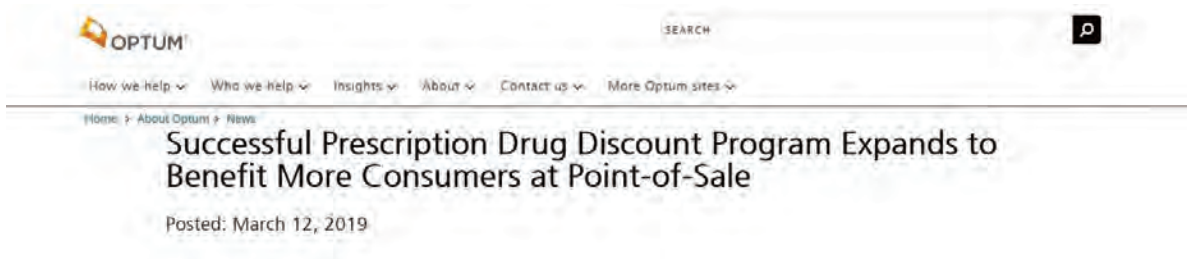 OPTUM®
SEARCH
How we help Who we help Insights About Contact us More Optum sites
Home > About Optum > News
Successful Prescription Drug Discount Program Expands to
Benefit More Consumers at Point-of-Sale
Posted: March 12, 2019